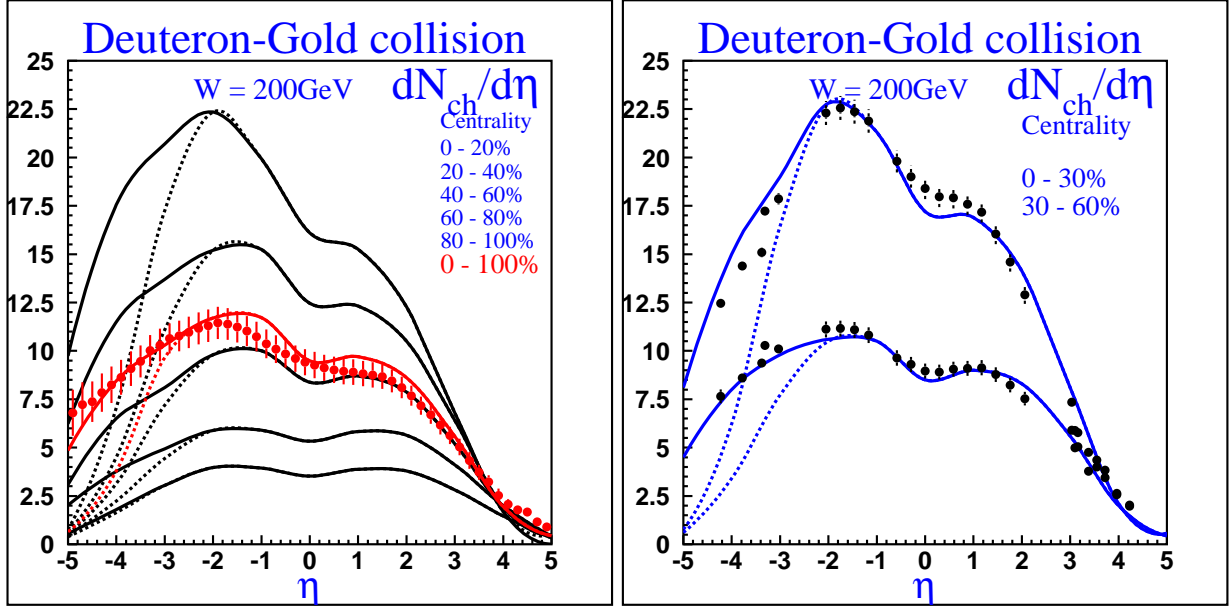 Deuteron-Gold collision
W = 200GeV dN_ch/dη
Centrality
0 - 20%
20 - 40%
40 - 60%
60 - 80%
80 - 100%
0 - 100%
25
22.5
20
17.5
15
12.5
10
7.5
5
2.5
0
-5 -4 -3 -2 -1 0 1 2 3 4 5
η
Deuteron-Gold collision
W = 200GeV dN_ch/dη
Centrality
0 - 30%
30 - 60%
25
22.5
20
17.5
15
12.5
10
7.5
5
2.5
0
-5 -4 -3 -2 -1 0 1 2 3 4 5
η